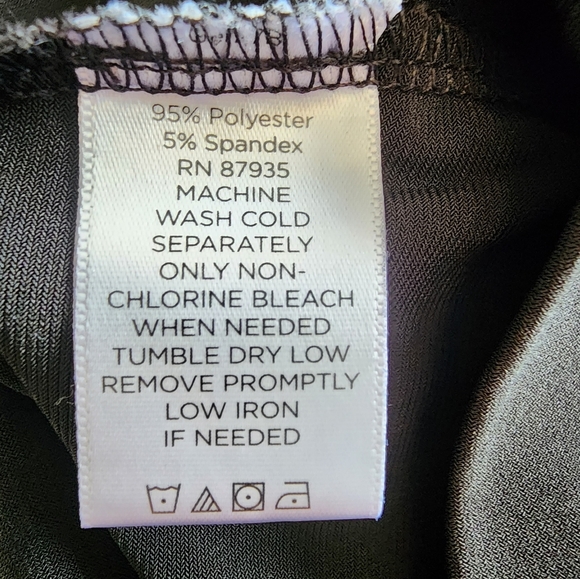 95% Polyester
5% Spandex
RN 87935
MACHINE
WASH COLD
SEPARATELY
ONLY NON-
CHLORINE BLEACH
WHEN NEEDED
TUMBLE DRY LOW
REMOVE PROMPTLY
LOW IRON
IF NEEDED